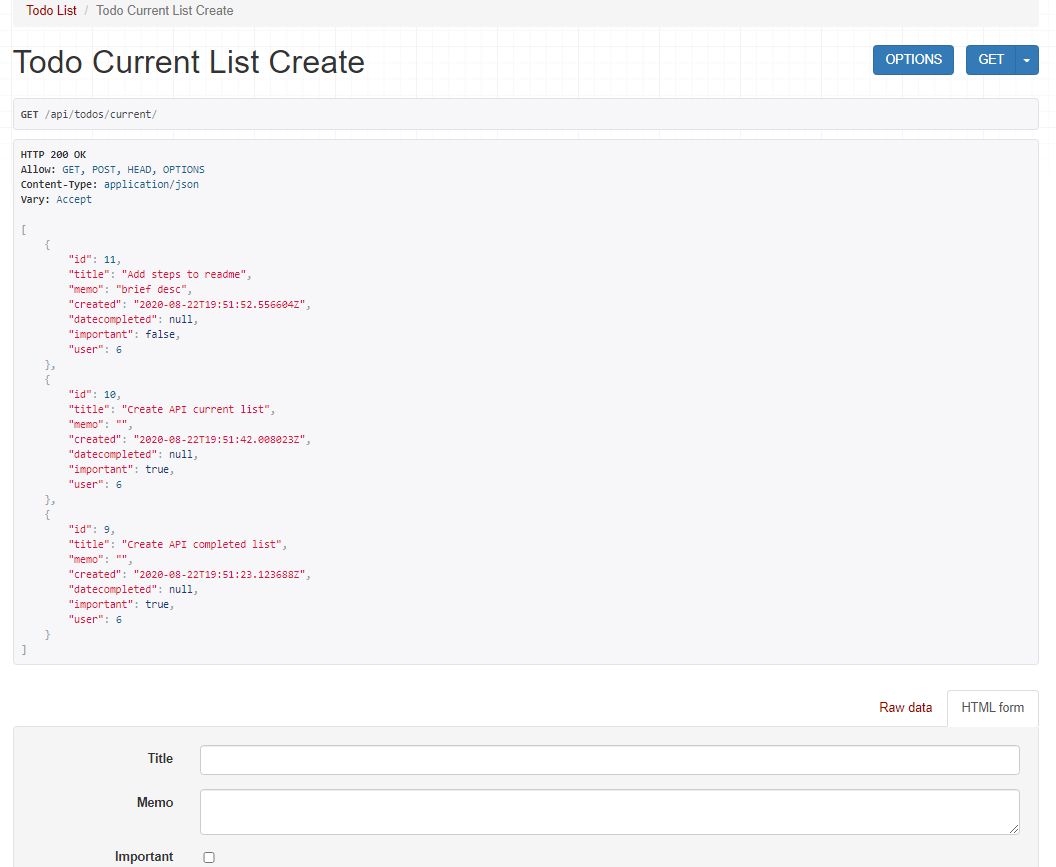 Todo List / Todo Current List Create
Todo Current List Create
OPTIONS
GET
GET /api/todos/current/
HTTP 200 OK
Allow: GET, POST, HEAD, OPTIONS
Content-Type: application/json
Vary: Accept
[
    {
        "id": 11,
        "title": "Add steps to readme",
        "memo": "brief desc",
        "created": "2020-08-22T19:51:52.556604Z",
        "datecompleted": null,
        "important": false,
        "user": 6
    },
    {
        "id": 10,
        "title": "Create API current list",
        "memo": "",
        "created": "2020-08-22T19:51:42.008023Z",
        "datecompleted": null,
        "important": true,
        "user": 6
    },
    {
        "id": 9,
        "title": "Create API completed list",
        "memo": "",
        "created": "2020-08-22T19:51:23.123688Z",
        "datecompleted": null,
        "important": true,
        "user": 6
    }
]
Raw data
HTML form
Title
Memo
Important